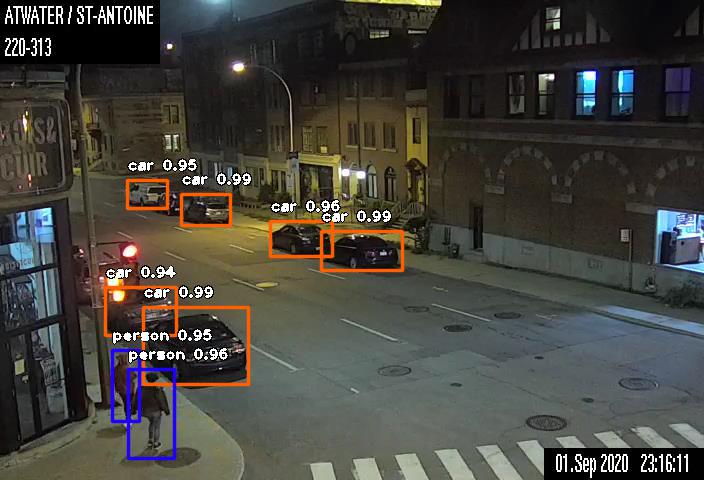 ATWATER / ST-ANTOINE
220-313
car 0.95
car 0.99
car 0.96
car 0.99
car 0.94
car 0.99
person 0.95
person 0.96
CUIR
01.Sep 2020 23:16:11